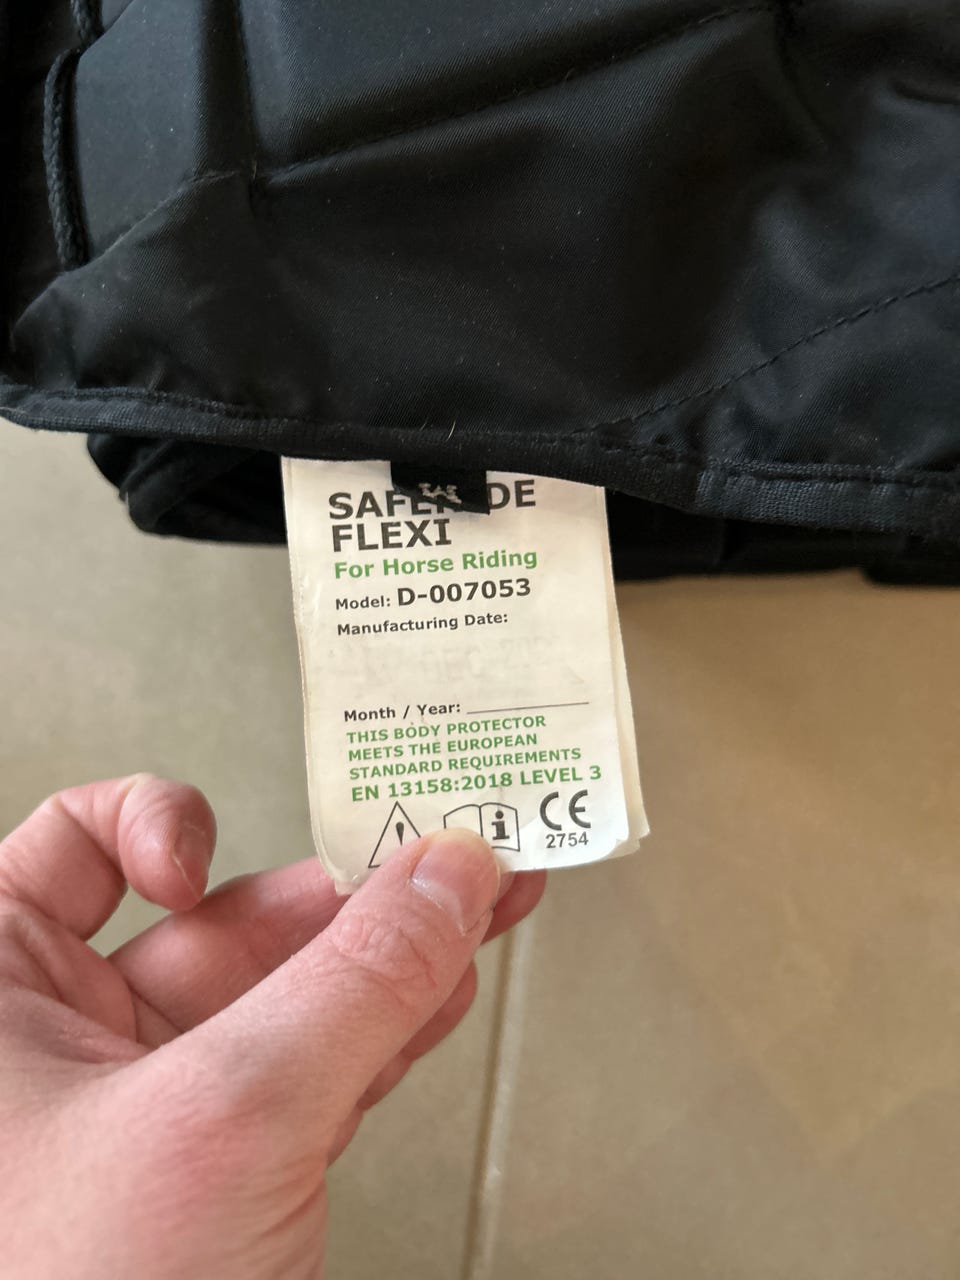 DE
FLEXI
For Horse Riding
Model: D-007053
Manufacturing Date:
Month / Year:
THIS BODY PROTECTOR
MEETS THE EUROPEAN
STANDARD REQUIREMENTS
EN 13158:2018 LEVEL 3
CE
2754